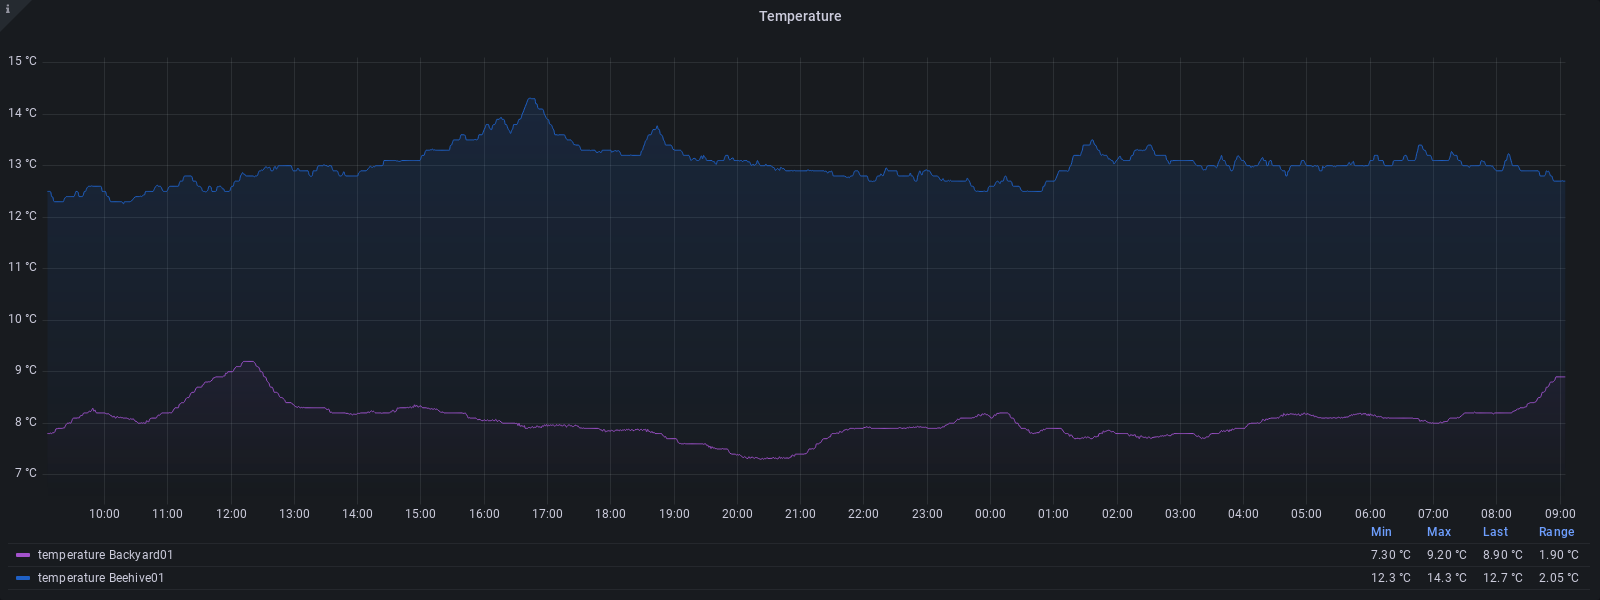 i
Temperature
15 °C
14 °C
13 °C
12 °C
11 °C
10 °C
9 °C
8 °C
7 °C
10:00 11:00 12:00 13:00 14:00 15:00 16:00 17:00 18:00 19:00 20:00 21:00 22:00 23:00 00:00 01:00 02:00 03:00 04:00 05:00 06:00 07:00 08:00 09:00
Min Max Last Range
temperature Backyard01 7.30 °C 9.20 °C 8.90 °C 1.90 °C
temperature Beehive01 12.3 °C 14.3 °C 12.7 °C 2.05 °C